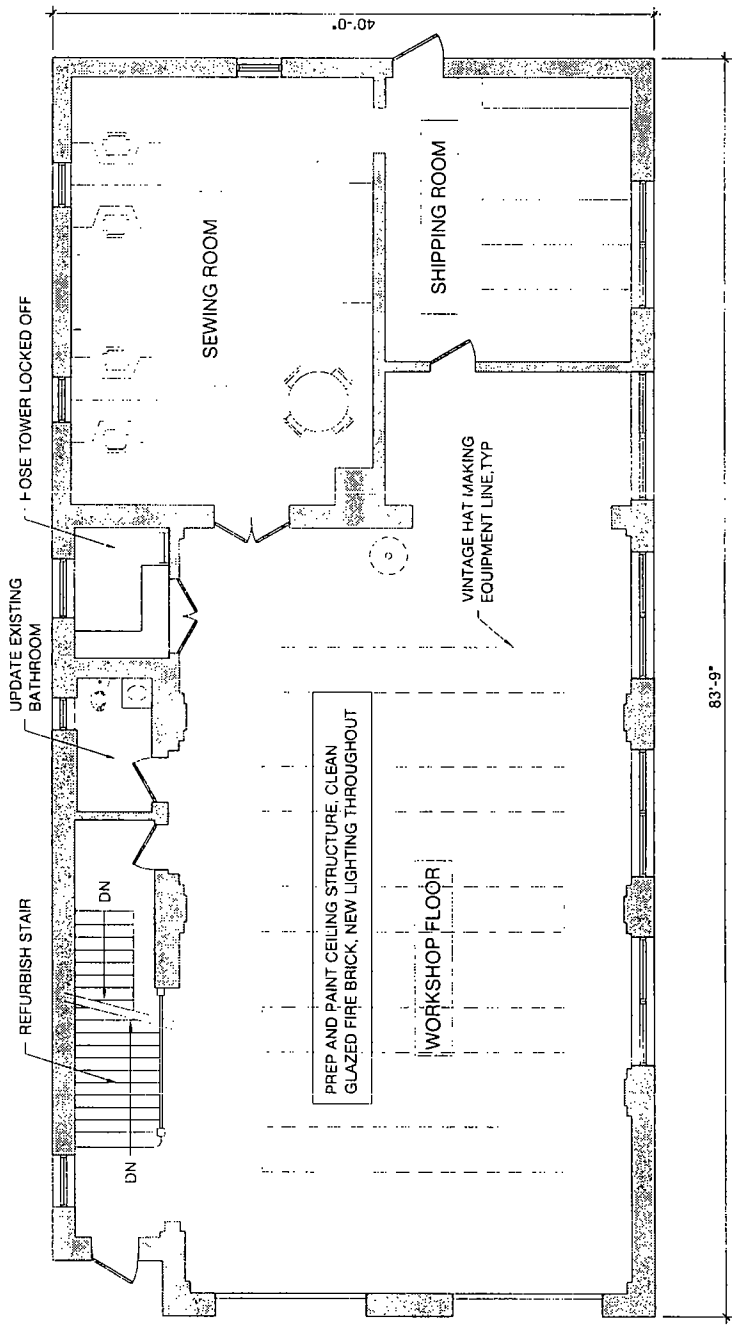 REFURBISH STAIR
UPDATE EXISTING
BATHROOM
HOSE TOWER LOCKED OFF
40'-0"
DN
DN
SEWING ROOM
SHIPPING ROOM
VINTAGE HAT MAKING
EQUIPMENT LINE,TYP
PREP AND PAINT CEILING STRUCTURE, CLEAN
GLAZED FIRE BRICK, NEW LIGHTING THROUGHOUT
WORKSHOP FLOOR
83'-9"